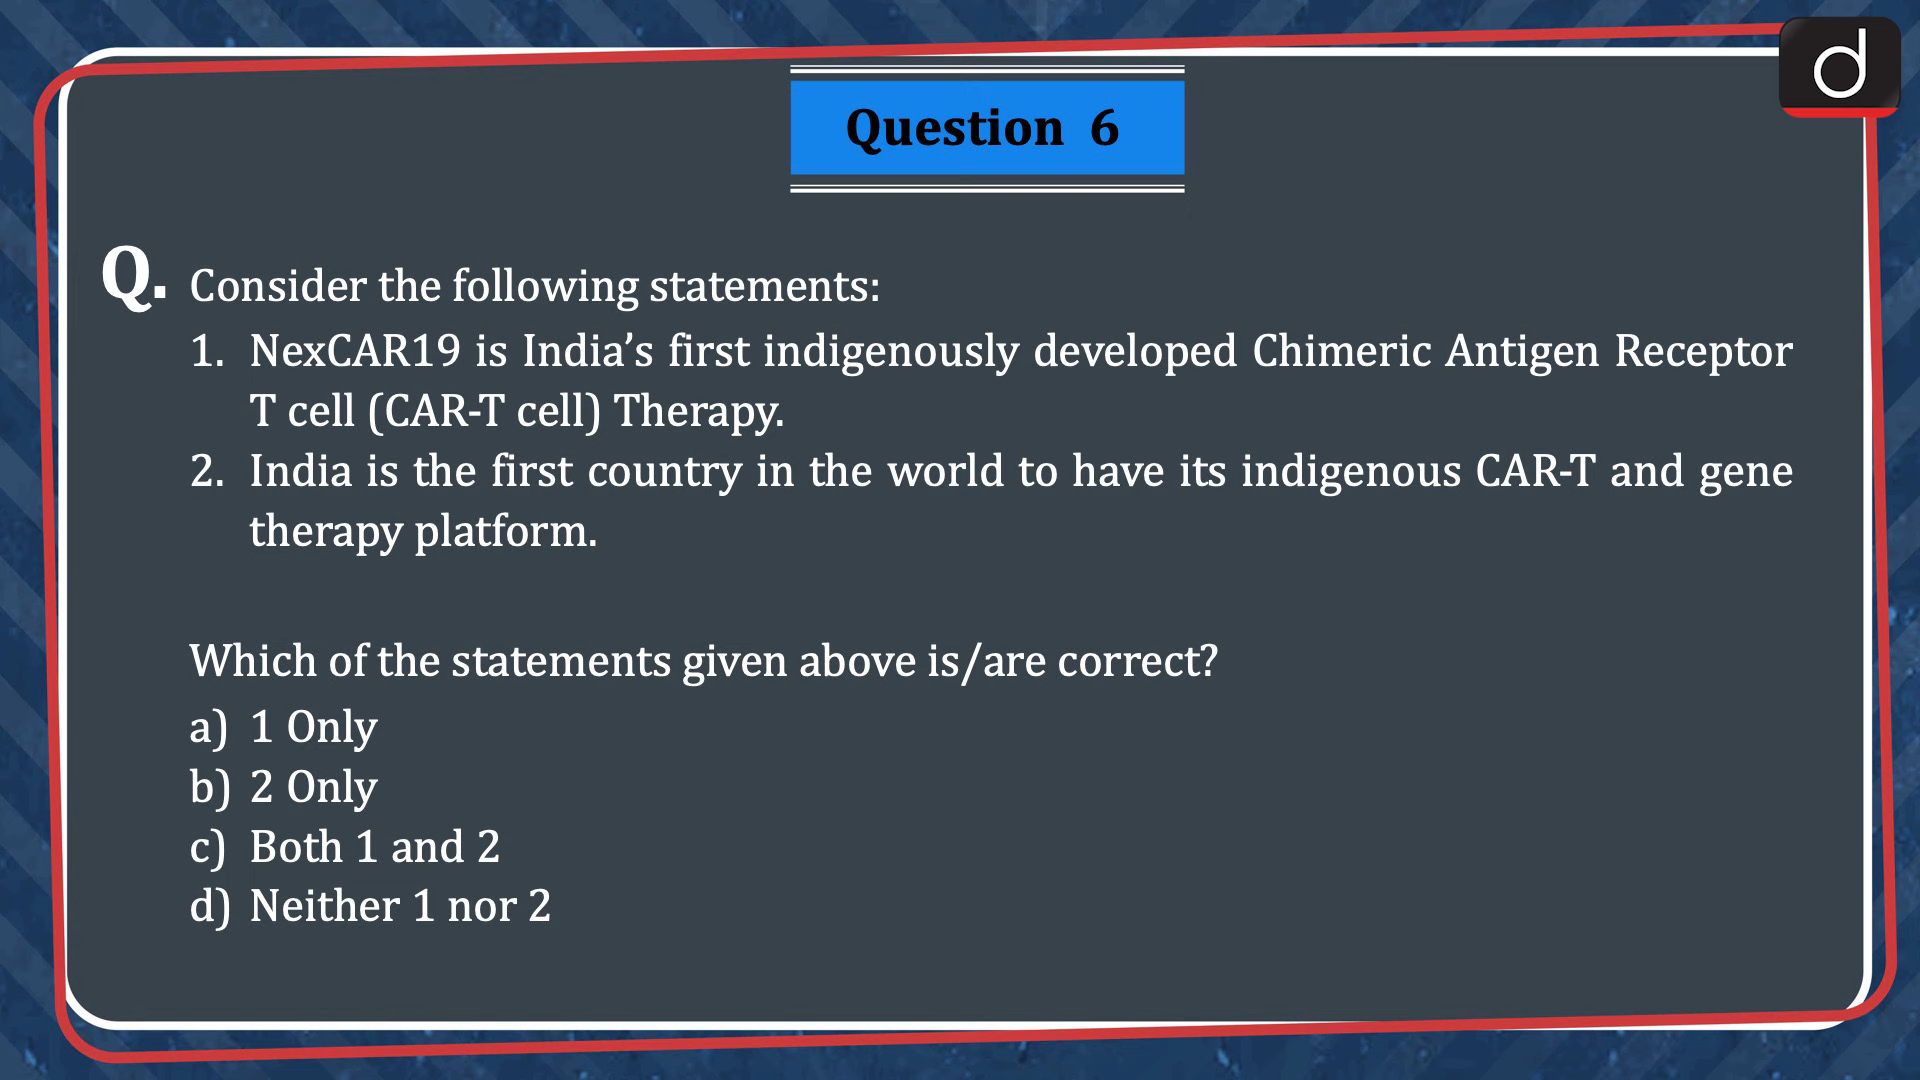 d
Question 6
Q. Consider the following statements:
1. NexCAR19 is India’s first indigenously developed Chimeric Antigen Receptor
T cell (CAR-T cell) Therapy.
2. India is the first country in the world to have its indigenous CAR-T and gene
therapy platform.
Which of the statements given above is/are correct?
a) 1 Only
b) 2 Only
c) Both 1 and 2
d) Neither 1 nor 2